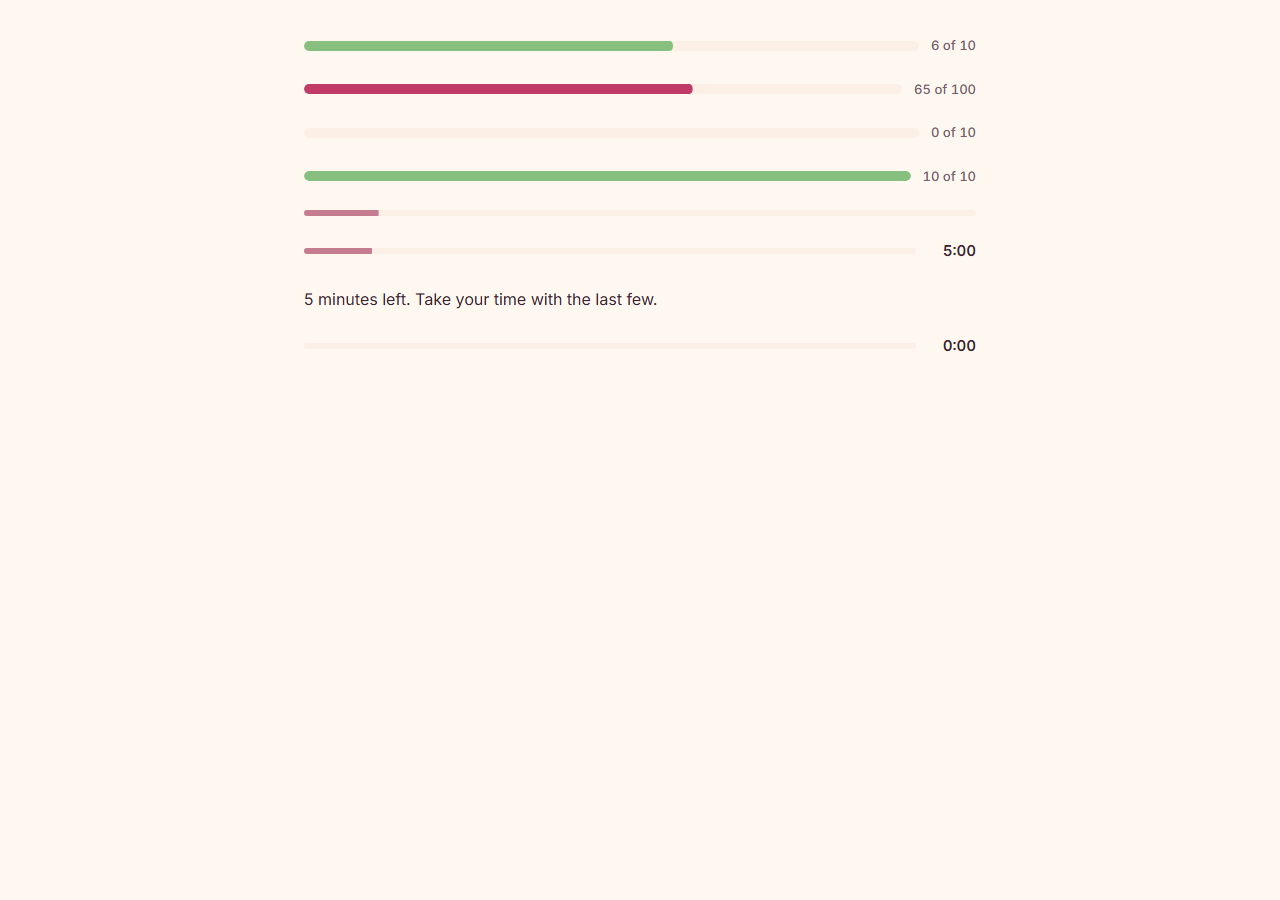 6 of 10
65 of 100
0 of 10
10 of 10
5:00
5 minutes left. Take your time with the last few.
0:00